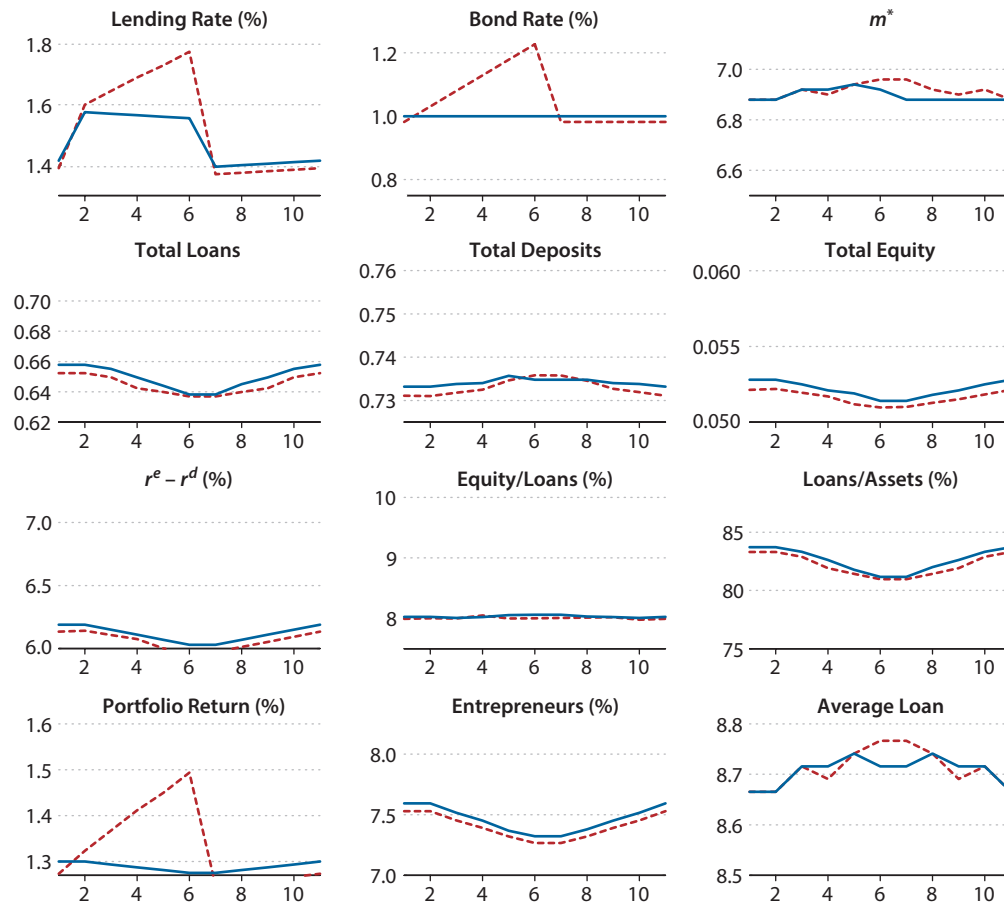 Lending Rate (%)
1.8
1.6
1.4
2 4 6 8 10
Bond Rate (%)
1.2
1.0
0.8
2 4 6 8 10
m*
7.0
6.8
6.6
2 4 6 8 10
Total Loans
0.70
0.68
0.66
0.64
0.62
2 4 6 8 10
Total Deposits
0.76
0.75
0.74
0.73
2 4 6 8 10
Total Equity
0.060
0.055
0.050
2 4 6 8 10
r^e – r^d (%)
7.0
6.5
6.0
2 4 6 8 10
Equity/Loans (%)
10
9
8
2 4 6 8 10
Loans/Assets (%)
85
80
75
2 4 6 8 10
Portfolio Return (%)
1.6
1.5
1.4
1.3
2 4 6 8 10
Entrepreneurs (%)
8.0
7.5
7.0
2 4 6 8 10
Average Loan
8.8
8.7
8.6
8.5
2 4 6 8 10